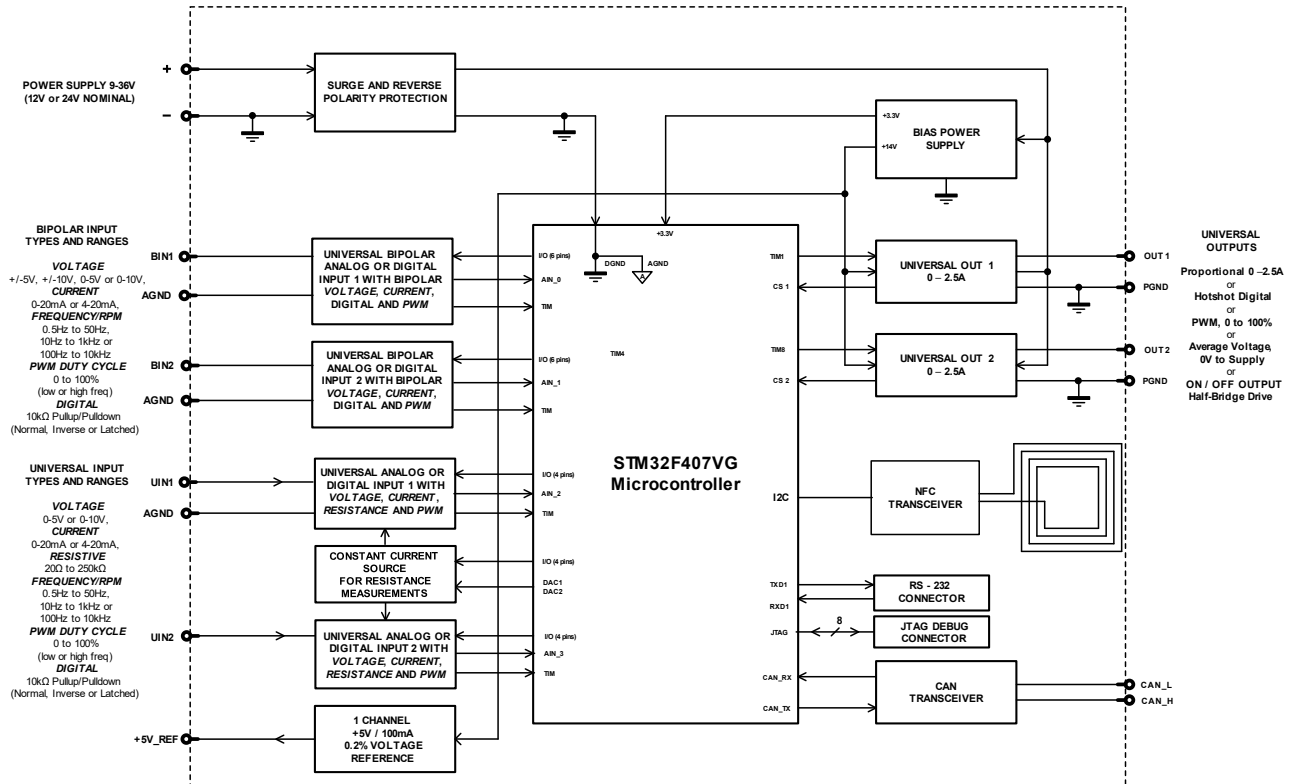 +
POWER SUPPLY 9-36V
(12V or 24V NOMINAL)
–
SURGE AND REVERSE
POLARITY PROTECTION
+3.3V
BIAS POWER
SUPPLY
+14V
BIPOLAR INPUT
TYPES AND RANGES
VOLTAGE
+/-5V, +/-10V, 0-5V or 0-10V,
CURRENT
0-20mA or 4-20mA,
FREQUENCY/RPM
0.5Hz to 50Hz,
10Hz to 1kHz or
100Hz to 10kHz
PWM DUTY CYCLE
0 to 100%
(low or high freq)
DIGITAL
10kΩ Pullup/Pulldown
(Normal, Inverse or Latched)
BIN1
AGND
BIN2
AGND
UNIVERSAL BIPOLAR
ANALOG OR DIGITAL
INPUT 1 WITH BIPOLAR
VOLTAGE, CURRENT,
DIGITAL AND PWM
UNIVERSAL BIPOLAR
ANALOG OR DIGITAL
INPUT 2 WITH BIPOLAR
VOLTAGE, CURRENT,
DIGITAL AND PWM
I/O (6 pins)
AIN_0
TIM
I/O (6 pins)
AIN_1
TIM
+3.3V
DGND
AGND
A
TIM4
STM32F407VG
Microcontroller
TIM1
CS 1
TIM8
CS 2
UNIVERSAL OUT 1
0 – 2.5A
UNIVERSAL OUT 2
0 – 2.5A
OUT 1
PGND
OUT2
PGND
UNIVERSAL
OUTPUTS
Proportional 0 –2.5A
or
Hotshot Digital
or
PWM, 0 to 100%
or
Average Voltage,
0V to Supply
or
ON / OFF OUTPUT
Half-Bridge Drive
UNIVERSAL INPUT
TYPES AND RANGES
VOLTAGE
0-5V or 0-10V,
CURRENT
0-20mA or 4-20mA,
RESISTIVE
20Ω to 250kΩ
FREQUENCY/RPM
0.5Hz to 50Hz,
10Hz to 1kHz or
100Hz to 10kHz
PWM DUTY CYCLE
0 to 100%
(low or high freq)
DIGITAL
10kΩ Pullup/Pulldown
(Normal, Inverse or Latched)
UIN1
AGND
UIN2
+5V_REF
UNIVERSAL ANALOG OR
DIGITAL INPUT 1 WITH
VOLTAGE, CURRENT,
RESISTANCE AND PWM
CONSTANT CURRENT
SOURCE
FOR RESISTANCE
MEASUREMENTS
UNIVERSAL ANALOG OR
DIGITAL INPUT 2 WITH
VOLTAGE, CURRENT,
RESISTANCE AND PWM
1 CHANNEL
+5V / 100mA
0.2% VOLTAGE
REFERENCE
I/O (4 pins)
AIN_2
TIM
I/O (4 pins)
DAC1
DAC2
I/O (4 pins)
AIN_3
TIM
I2C
NFC
TRANSCEIVER
TXD1
RXD1
RS - 232
CONNECTOR
JTAG
8
JTAG DEBUG
CONNECTOR
CAN_RX
CAN_TX
CAN
TRANSCEIVER
CAN_L
CAN_H